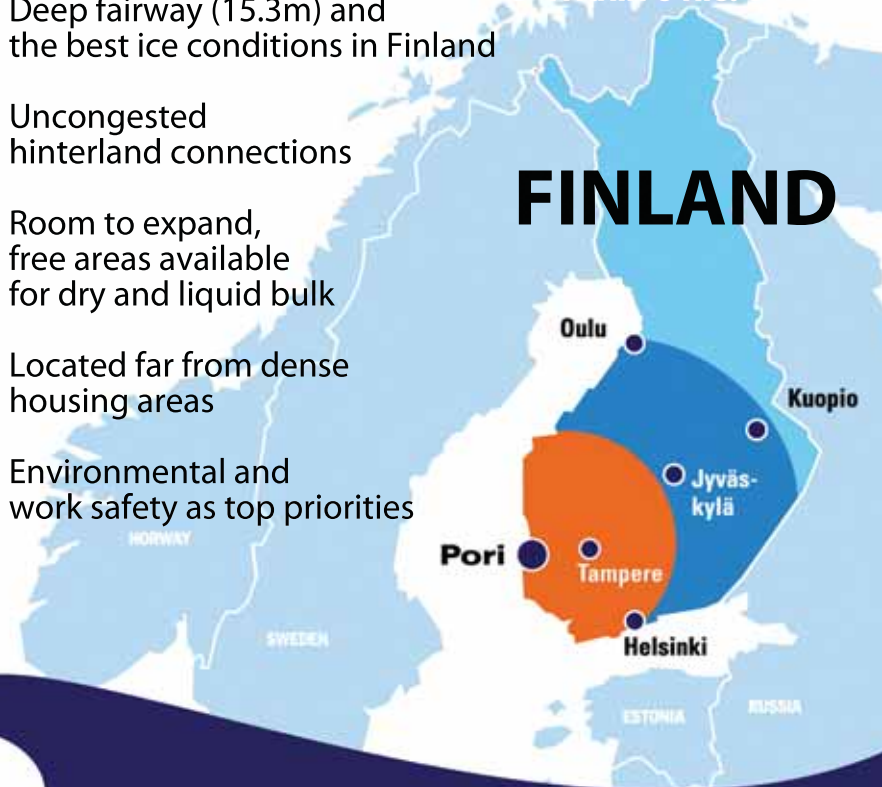 Deep fairway (15.3m) and
the best ice conditions in Finland
Uncongested
hinterland connections
Room to expand,
free areas available
for dry and liquid bulk
Located far from dense
housing areas
Environmental and
work safety as top priorities
FINLAND
Oulu
Kuopio
Jyväs-
kylä
Pori
Tampere
Helsinki
NORWAY
SWEDEN
ESTONIA
RUSSIA